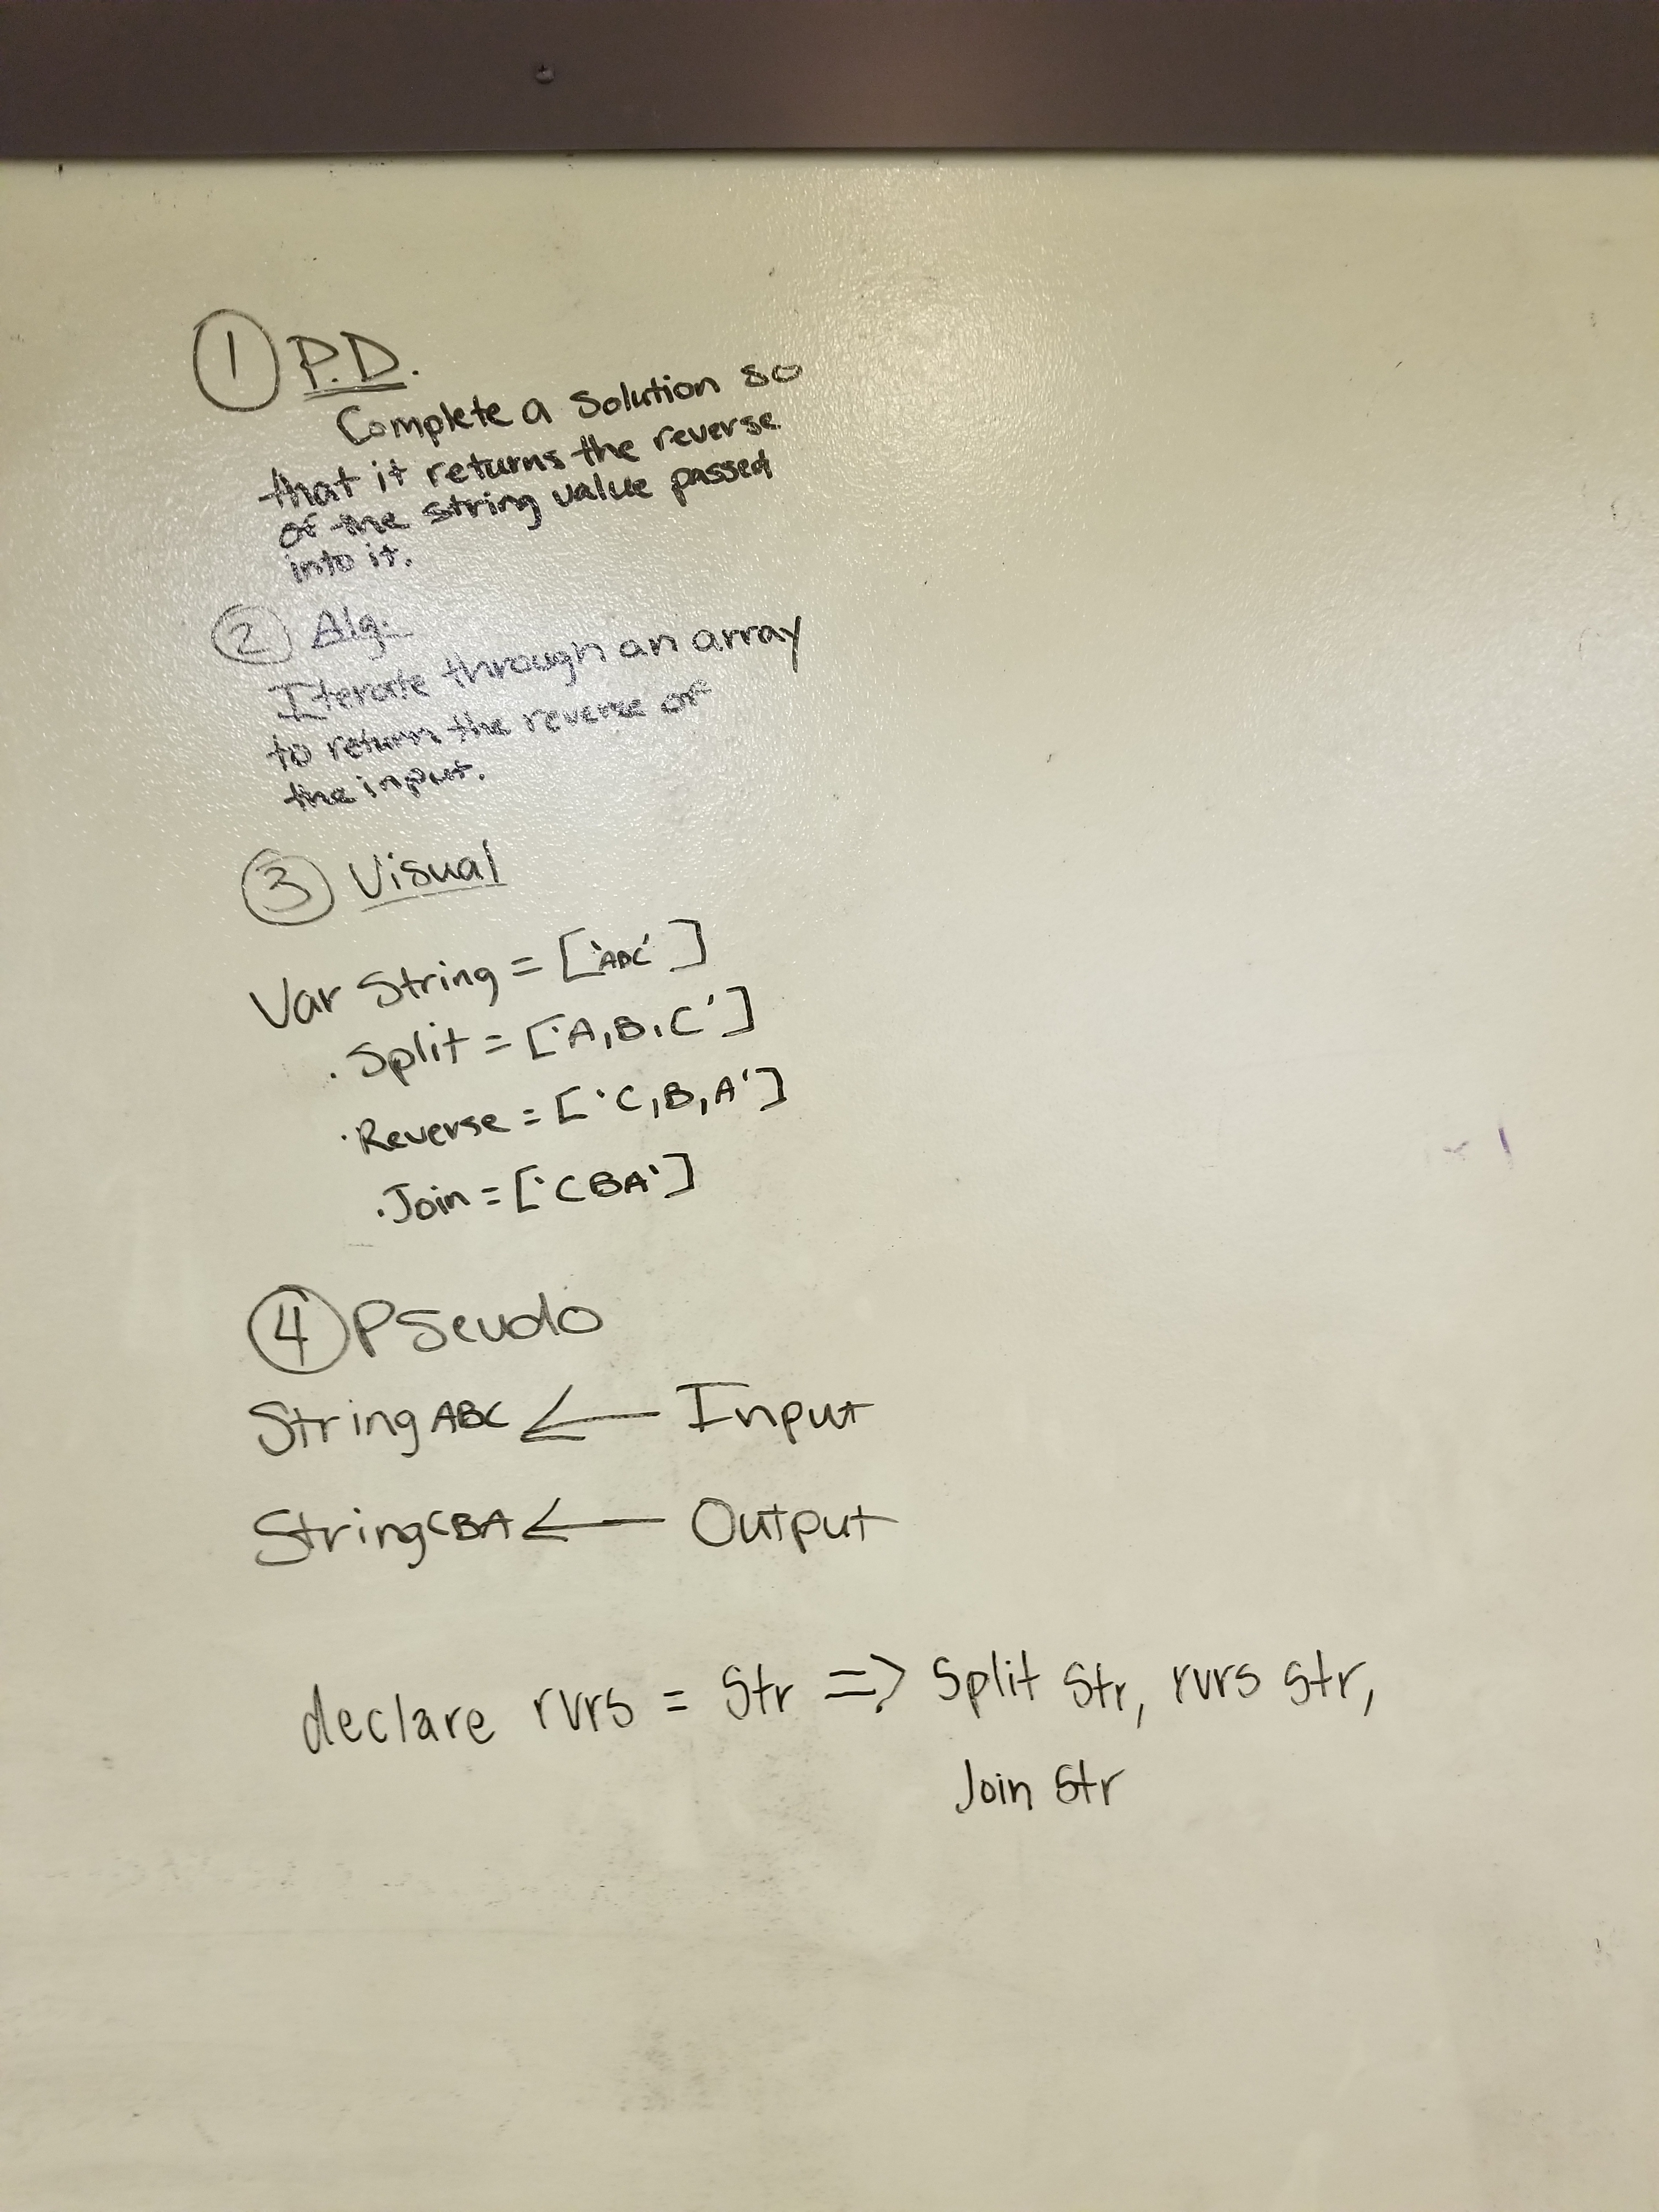 ① P.D.
Complete a Solution so
that it returns the reverse
of the string value passed
into it.
② Alg.
Iterate through an array
to return the reverse of
the input.
③ Visual
Var String = ['ABC']
.Split = ['A,B,C']
.Reverse = ['C,B,A']
.Join = ['CBA']
④ PSeudo
String ABC ← Input
String CBA ← Output
declare rvrs = Str => Split Str, rvrs Str,
Join Str